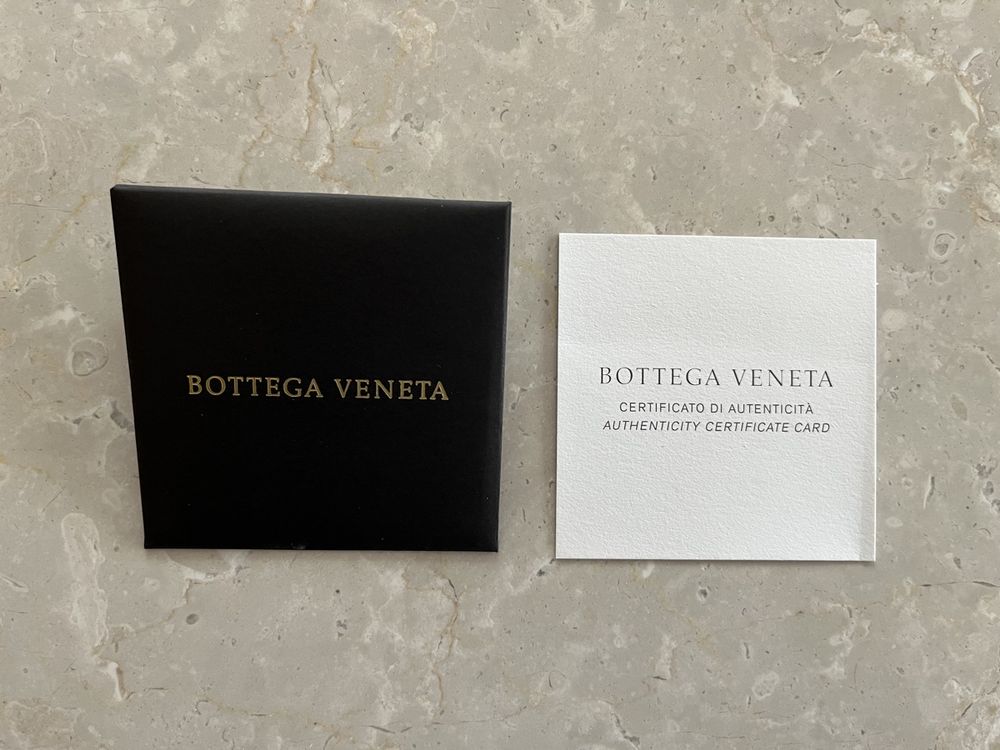 BOTTEGA VENETA
BOTTEGA VENETA
CERTIFICATO DI AUTENTICITÀ
AUTHENTICITY CERTIFICATE CARD